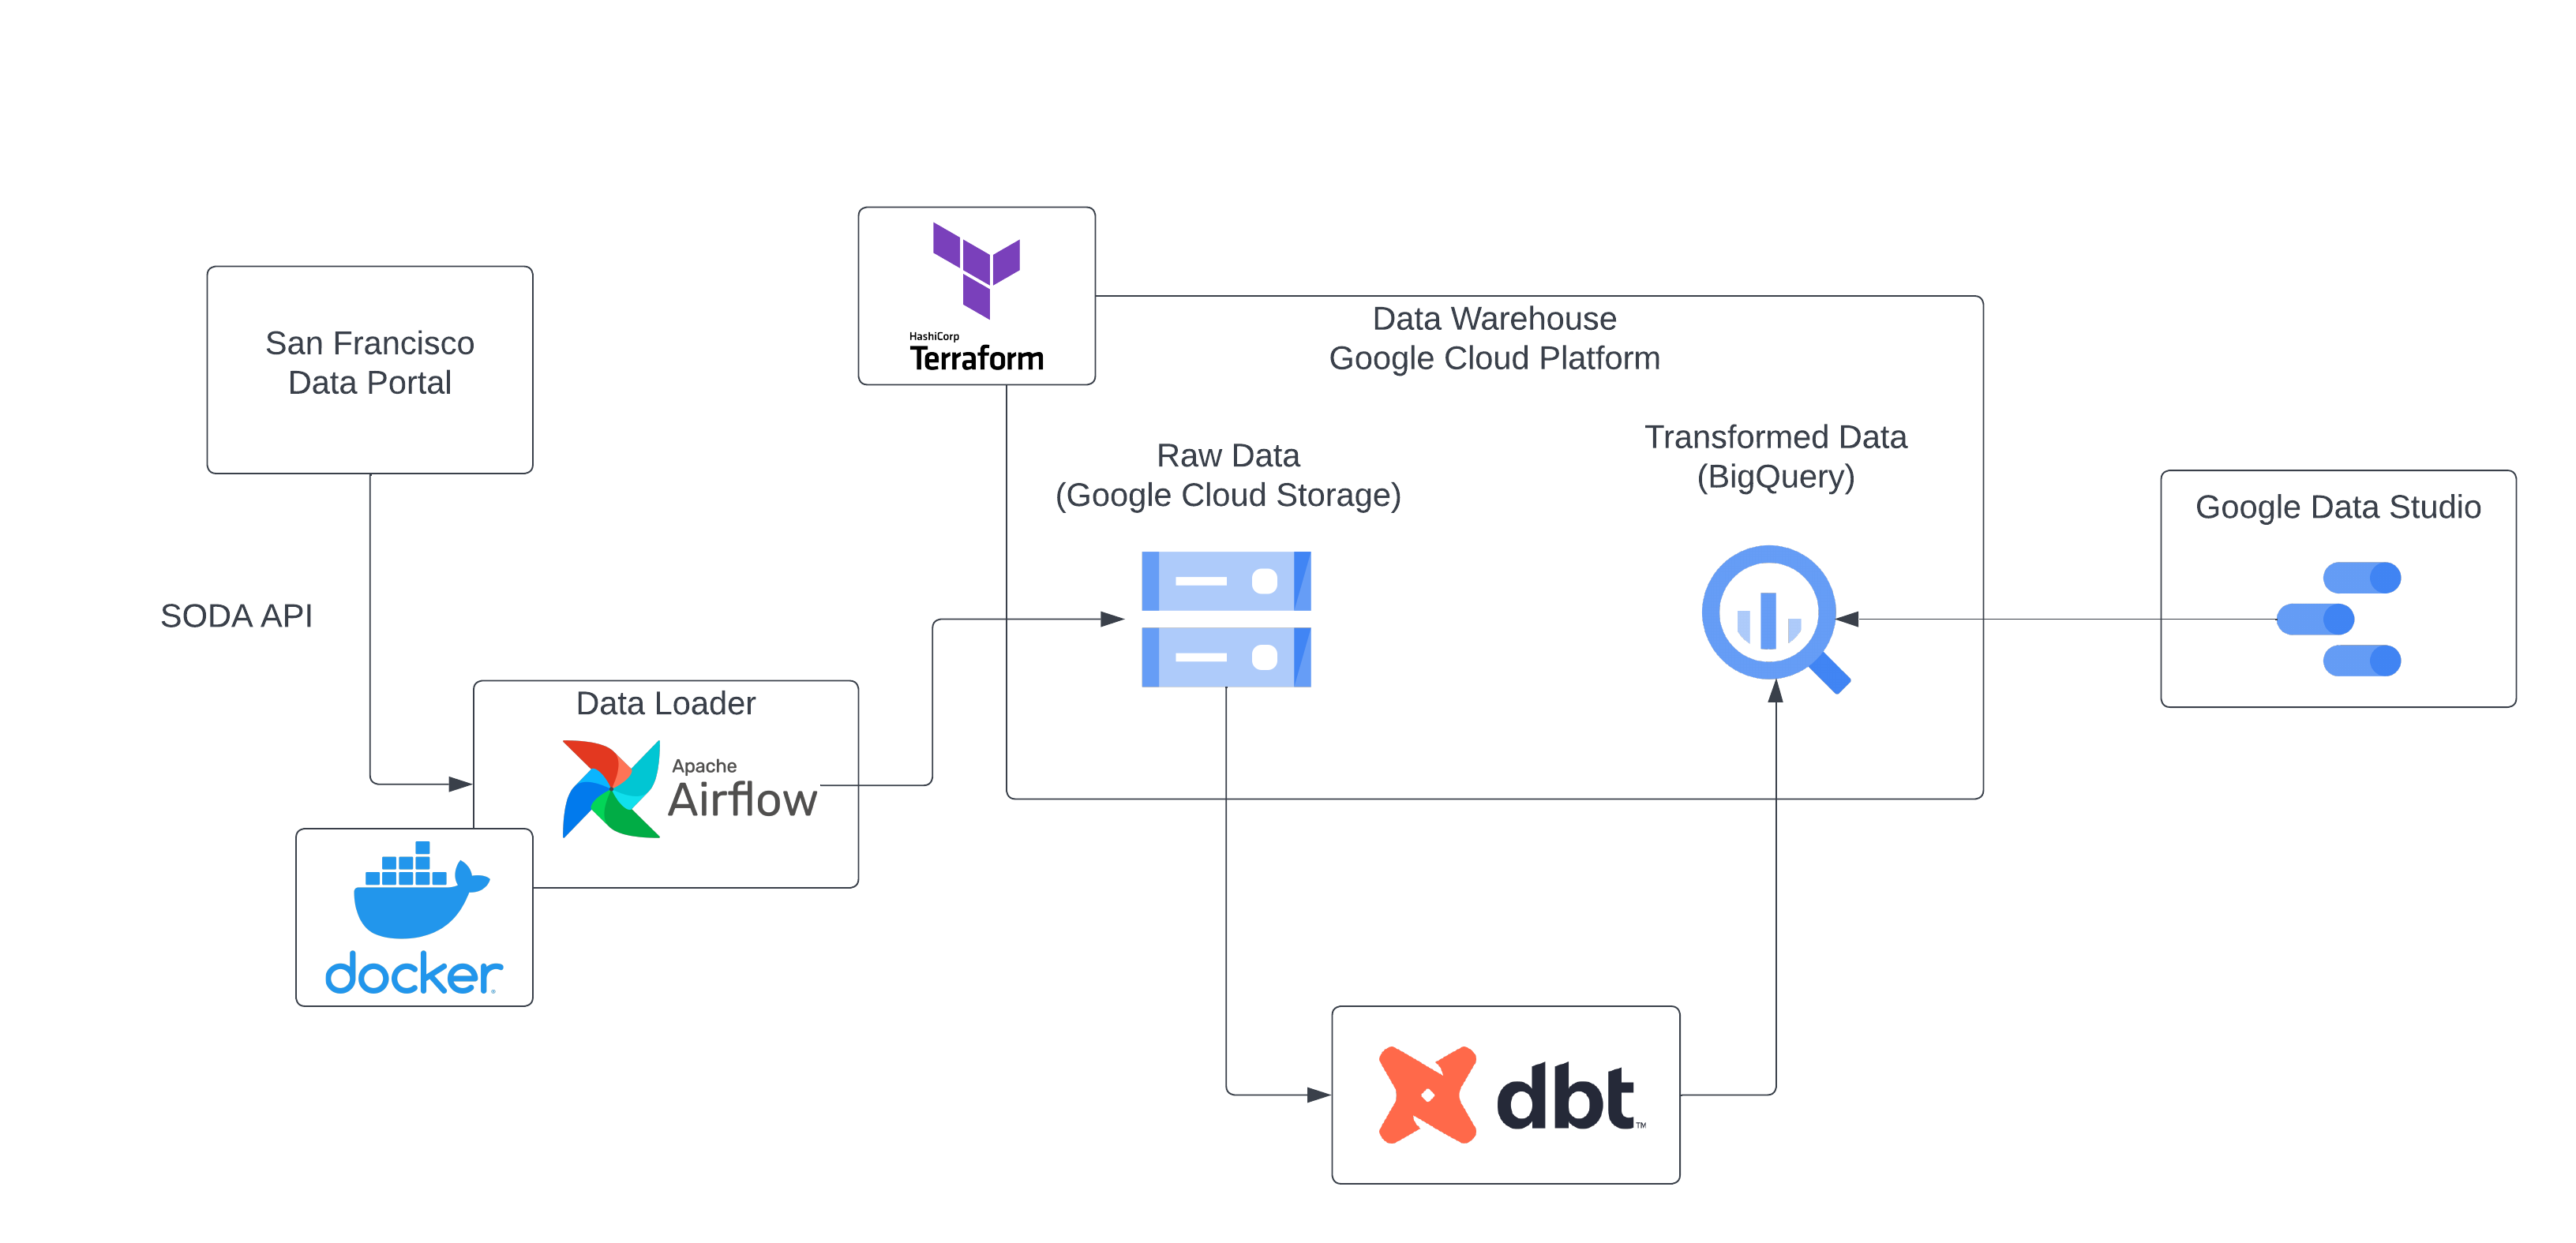 San Francisco
Data Portal
SODA API
Data Loader
Apache
Airflow
docker
HashiCorp
Terraform
Data Warehouse
Google Cloud Platform
Raw Data
(Google Cloud Storage)
Transformed Data
(BigQuery)
Google Data Studio
dbt™